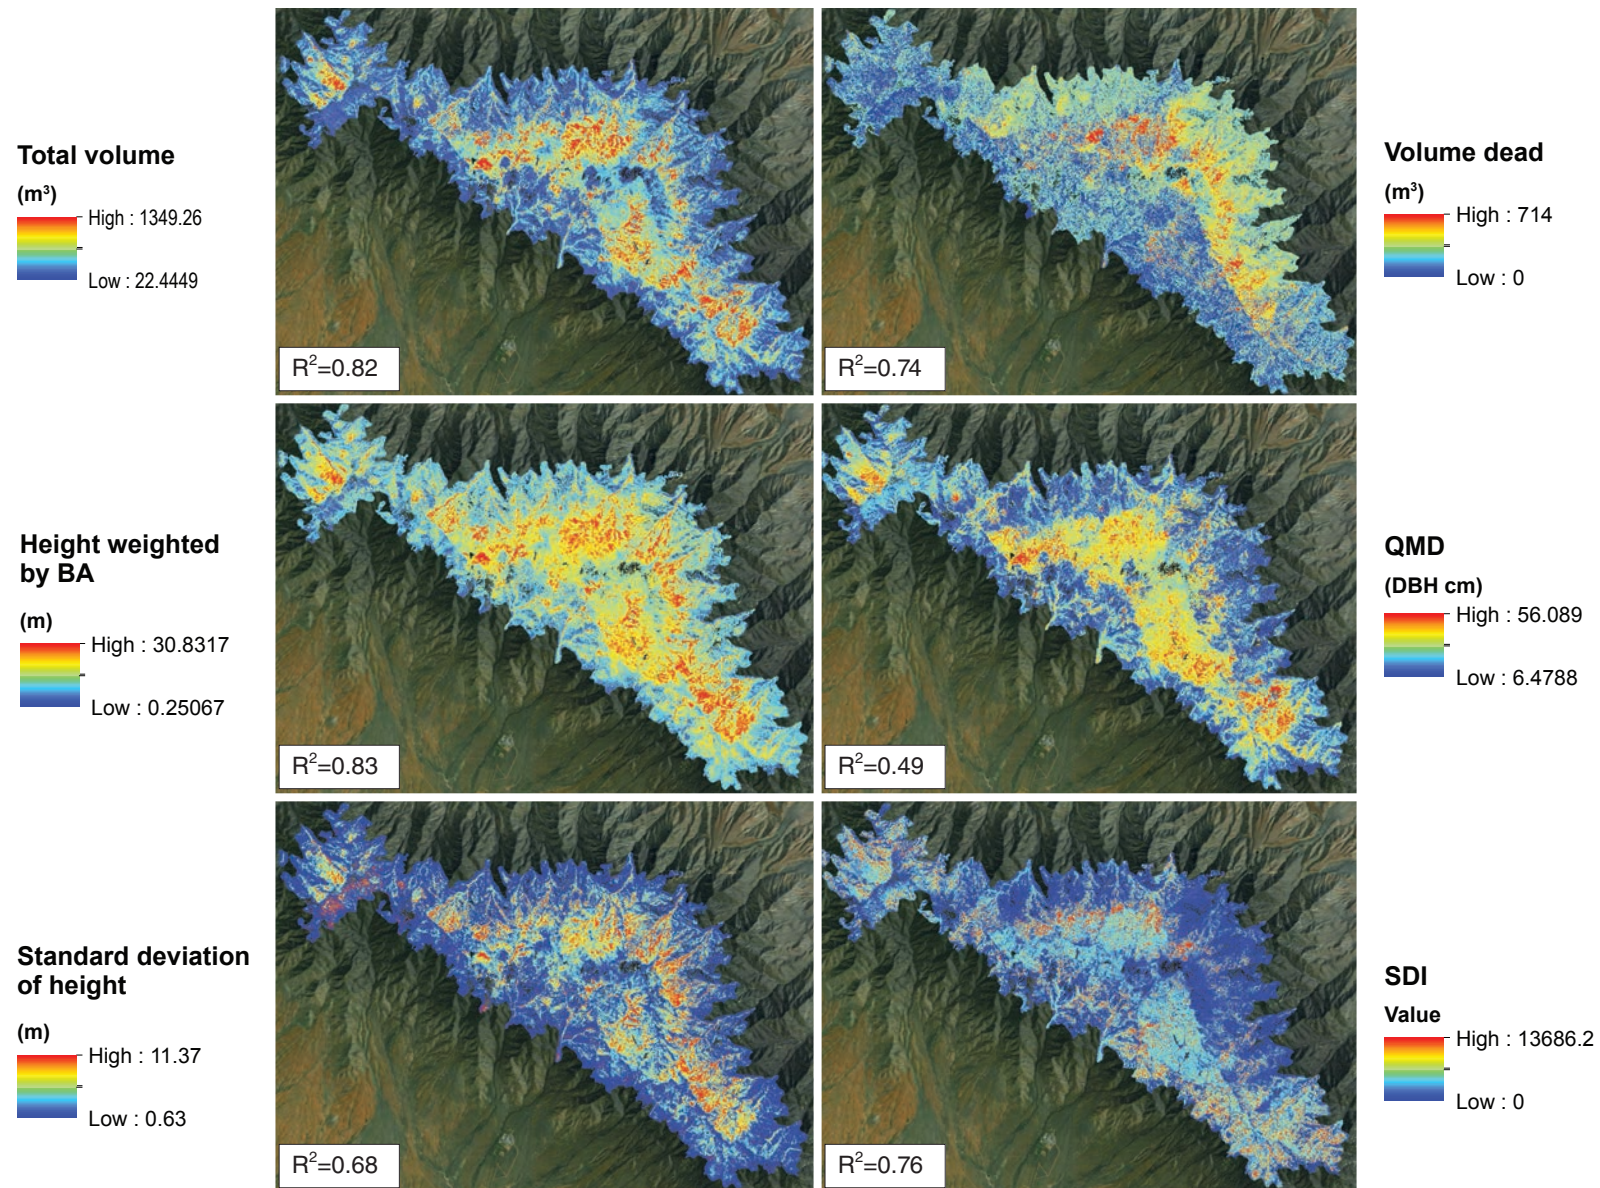 Total volume
(m³)
High : 1349.26
Low : 22.4449
R²=0.82
Volume dead
(m³)
High : 714
Low : 0
R²=0.74
Height weighted
by BA
(m)
High : 30.8317
Low : 0.25067
R²=0.83
QMD
(DBH cm)
High : 56.089
Low : 6.4788
R²=0.49
Standard deviation
of height
(m)
High : 11.37
Low : 0.63
R²=0.68
SDI
Value
High : 13686.2
Low : 0
R²=0.76